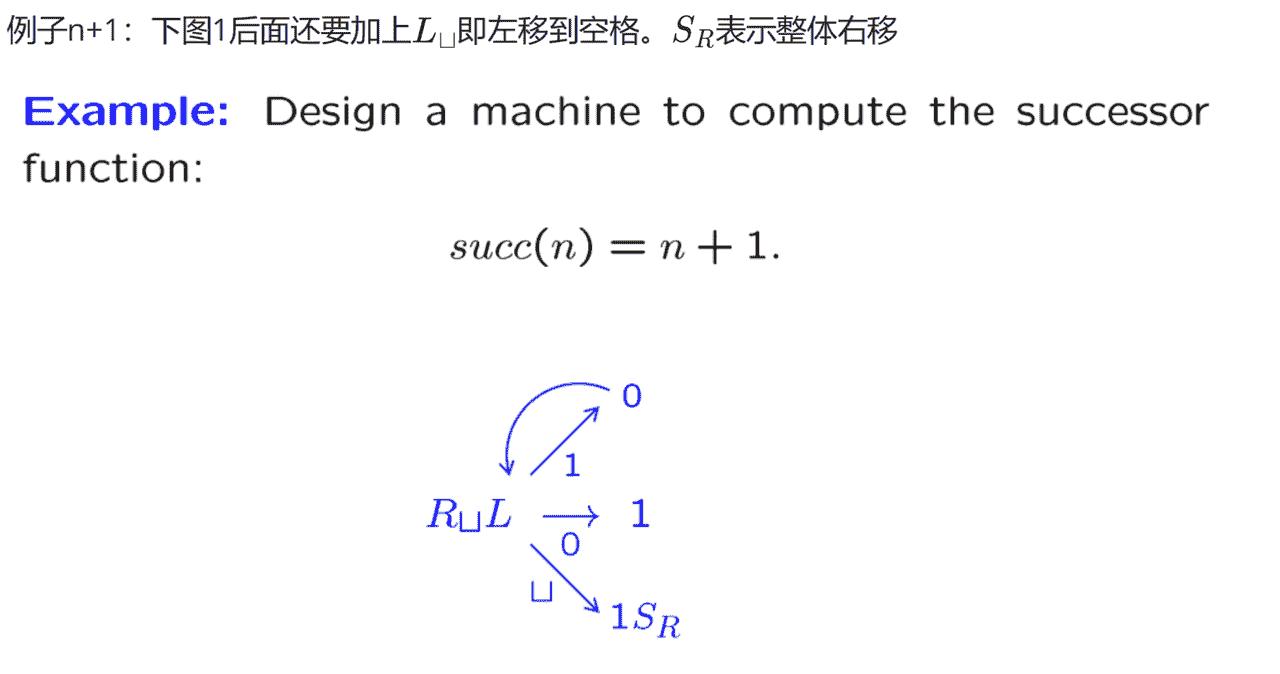 例子n+1：下图1后面还要加上L⊔即左移到空格。S_R表示整体右移
Example: Design a machine to compute the successor
function:
succ(n) = n + 1.
0
1
R⊔L → 1
0
⊔
1S_R